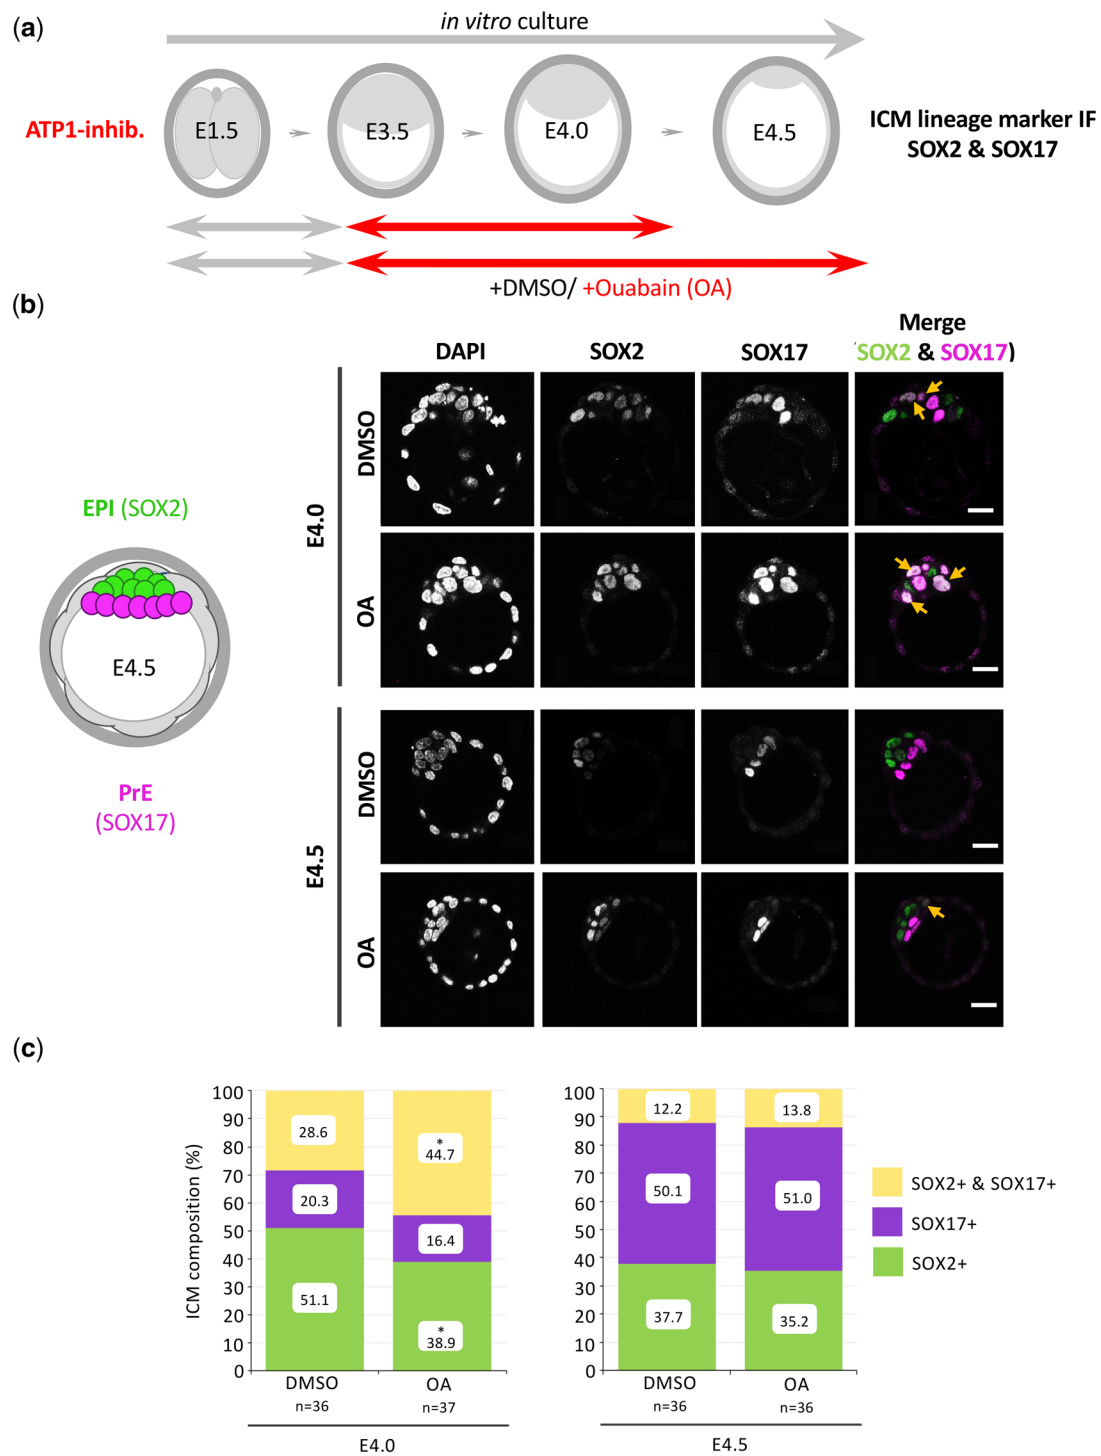 (a)
in vitro culture
ATP1-inhib.
E1.5
E3.5
E4.0
E4.5
ICM lineage marker IF
SOX2 & SOX17
+DMSO/ +Ouabain (OA)
(b)
Merge
DAPI
SOX2
SOX17
SOX2 & SOX17)
E4.0
DMSO
OA
EPI (SOX2)
E4.5
PrE
(SOX17)
E4.5
DMSO
OA
(c)
ICM composition (%)
100
90
80
70
60
50
40
30
20
10
0
28.6
20.3
51.1
*
44.7
16.4
*
38.9
DMSO
n=36
OA
n=37
E4.0
100
90
80
70
60
50
40
30
20
10
0
12.2
50.1
37.7
13.8
51.0
35.2
DMSO
n=36
OA
n=36
E4.5
SOX2+ & SOX17+
SOX17+
SOX2+